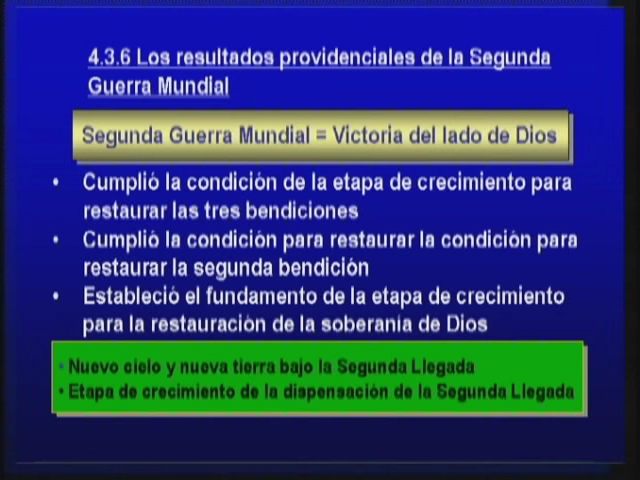 4.3.6 Los resultados providenciales de la Segunda
Guerra Mundial
Segunda Guerra Mundial = Victoria del lado de Dios
• Cumplió la condición de la etapa de crecimiento para
restaurar las tres bendiciones
• Cumplió la condición para restaurar la condición para
restaurar la segunda bendición
• Estableció el fundamento de la etapa de crecimiento
para la restauración de la soberanía de Dios
• Nuevo cielo y nueva tierra bajo la Segunda Llegada
• Etapa de crecimiento de la dispensación de la Segunda Llegada